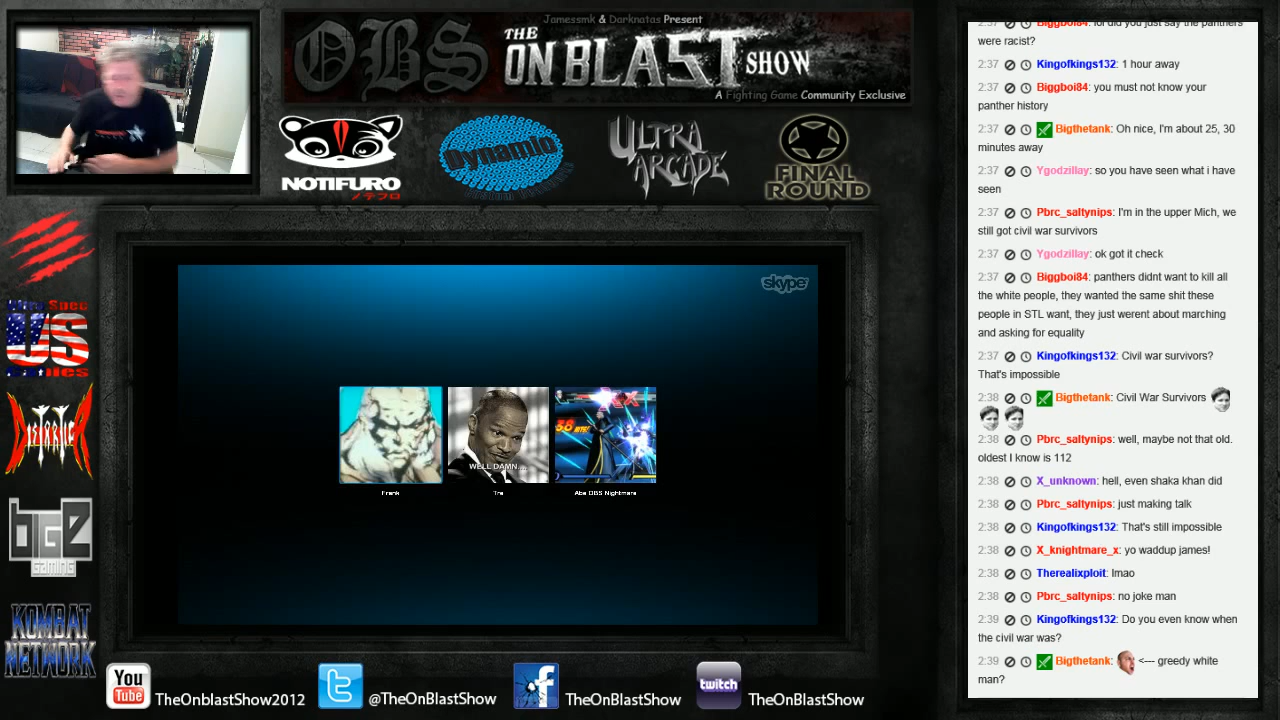 Jamessmk & Darknatas Present
OBS
THE
ON BLAST SHOW
A Fighting Game Community Exclusive
NOTIFURO
ノチフロ
Dynamic
ULTRA
ARCADE
FINAL
ROUND
Spec
US
BIGE
GAMING
KOMBAT
NETWORK
skype
WELL DAMN....
Frank
Tre
Abe OBS Nightmare
You
Tube
TheOnblastShow2012
@TheOnBlastShow
TheOnBlastShow
twitch
TheOnBlastShow
2:37 Biggboi84: lol did you just say the panthers
were racist?
2:37 Kingofkings132: 1 hour away
2:37 Biggboi84: you must not know your
panther history
2:37 Bigthetank: Oh nice, I'm about 25, 30
minutes away
2:37 Ygodzillay: so you have seen what i have
seen
2:37 Pbrc_saltynips: I'm in the upper Mich, we
still got civil war survivors
2:37 Ygodzillay: ok got it check
2:37 Biggboi84: panthers didnt want to kill all
the white people, they wanted the same shit these
people in STL want, they just werent about marching
and asking for equality
2:37 Kingofkings132: Civil war survivors?
That's impossible
2:38 Bigthetank: Civil War Survivors
2:38 Pbrc_saltynips: well, maybe not that old.
oldest I know is 112
2:38 X_unknown: hell, even shaka khan did
2:38 Pbrc_saltynips: just making talk
2:38 Kingofkings132: That's still impossible
2:38 X_knightmare_x: yo waddup james!
2:38 Therealixploit: lmao
2:38 Pbrc_saltynips: no joke man
2:39 Kingofkings132: Do you even know when
the civil war was?
2:39 Bigthetank: <--- greedy white
man?